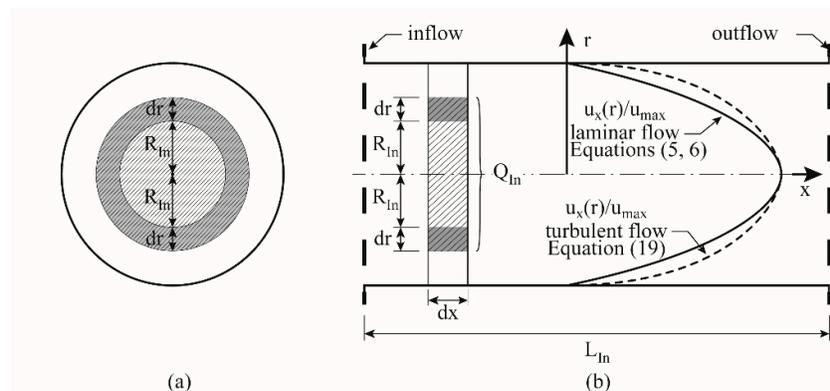 dr
R_In
R_In
dr
(a)
inflow
outflow
r
dr
R_In
R_In
dr
Q_In
u_x(r)/u_max
laminar flow
Equations (5, 6)
x
u_x(r)/u_max
turbulent flow
Equation (19)
dx
L_In
(b)